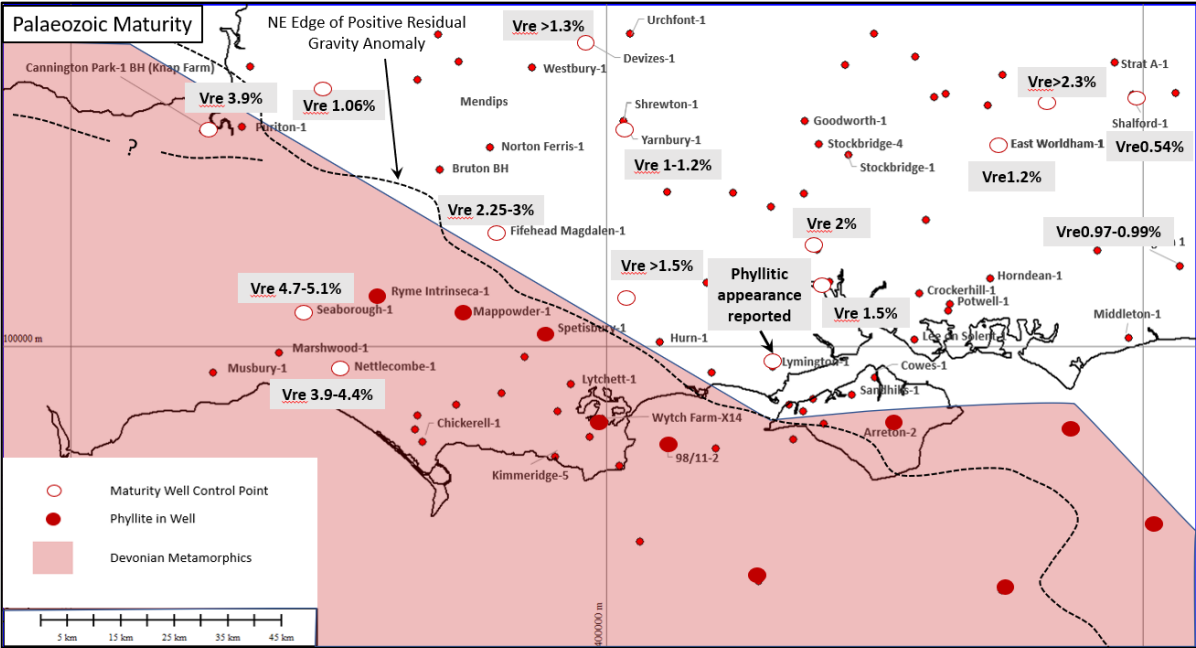 Palaeozoic Maturity
NE Edge of Positive Residual
Gravity Anomaly
Vre >1.3%
Urchfont-1
Devizes-1
Westbury-1
Strat A-1
Cannington Park-1 BH (Knap Farm)
Vre 3.9%
Vre 1.06%
Mendips
Vre>2.3%
Shalford-1
Puriton-1
Shrewton-1
Yarnbury-1
Goodworth-1
Stockbridge-4
Stockbridge-1
East Worldham-1
Vre0.54%
?
Norton Ferris-1
Bruton BH
Vre 1-1.2%
Vre1.2%
Vre 2.25-3%
Fifehead Magdalen-1
Vre 2%
Vre0.97-0.99%
1
Vre >1.5%
Phyllitic
appearance
reported
Vre 4.7-5.1%
Ryme Intrinseca-1
Seaborough-1
Mappowder-1
Spetisbury-1
Vre 1.5%
Horndean-1
Crockerhill-1
Potwell-1
Middleton-1
100000 m
Marshwood-1
Musbury-1
Nettlecombe-1
Hurn-1
Lymington-1
Lee on Solent-1
Cowes-1
Sandhills-1
Vre 3.9-4.4%
Lytchett-1
Chickerell-1
Wytch Farm-X14
Arreton-2
Kimmeridge-5
98/11-2
Maturity Well Control Point
Phyllite in Well
Devonian Metamorphics
5 km 15 km 25 km 35 km 45 km
400000 m